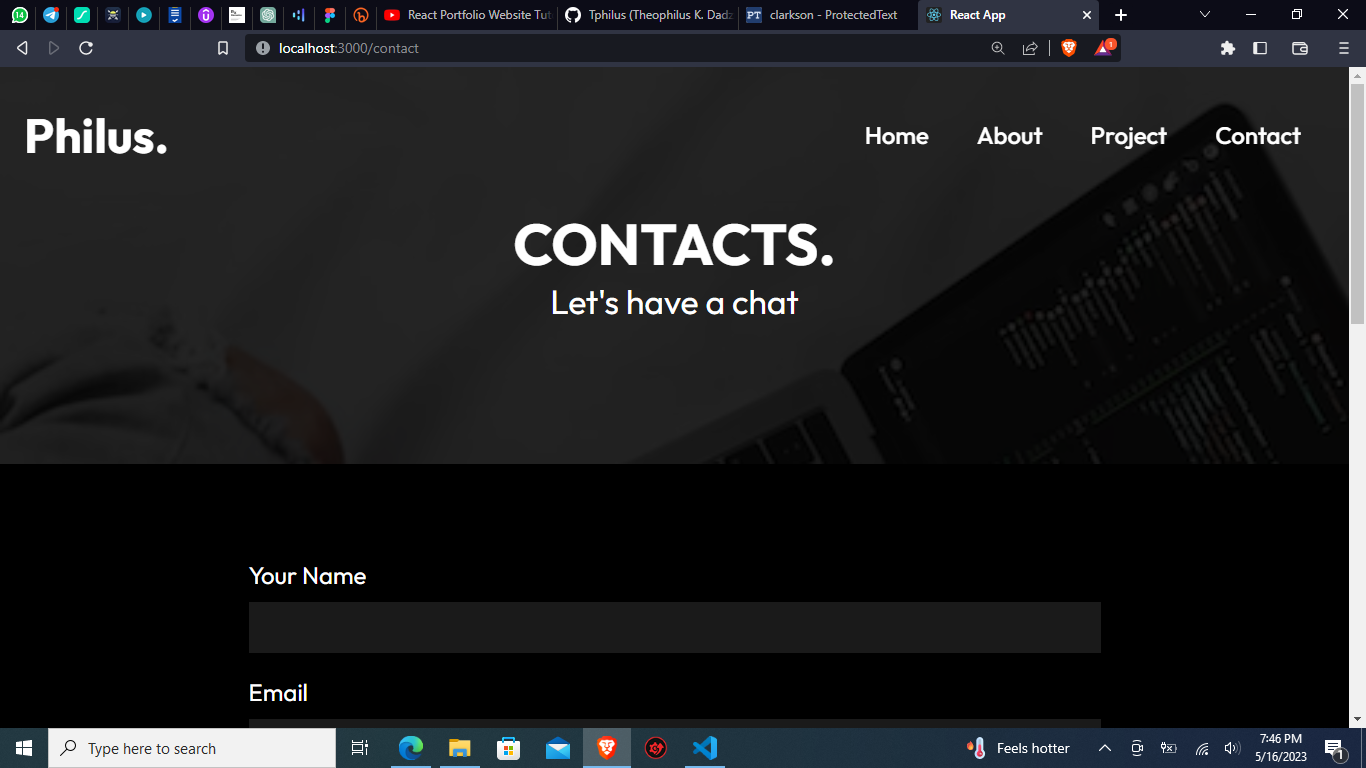 14
React Portfolio Website Tut
Tphilus (Theophilus K. Dadz
PT
clarkson - ProtectedText
React App
localhost:3000/contact
1
Philus.
Home
About
Project
Contact
CONTACTS.
Let's have a chat
Your Name
Email
Type here to search
Feels hotter
7:46 PM
5/16/2023
1